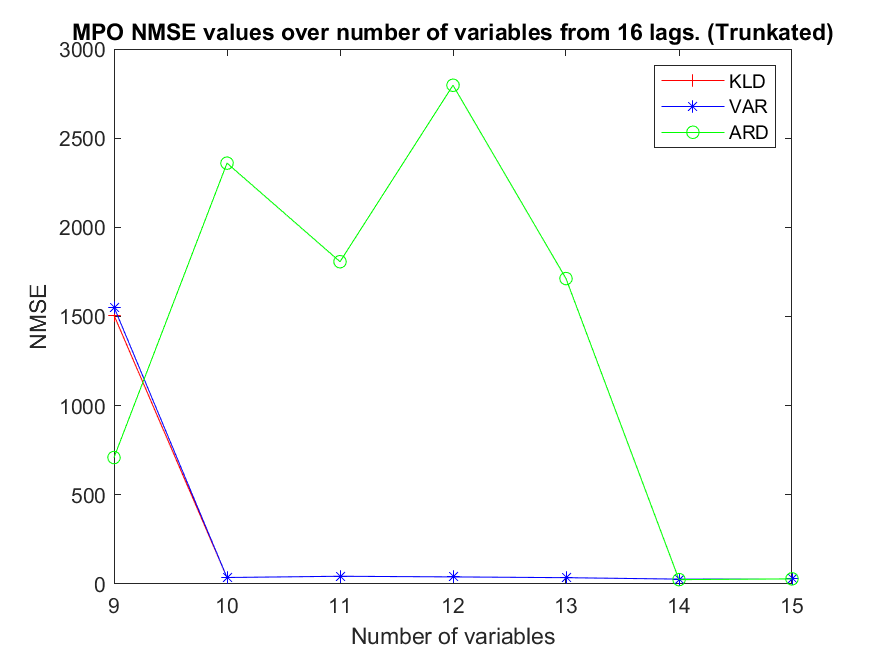 MPO NMSE values over number of variables from 16 lags. (Trunkated)
3000
2500
2000
1500
1000
500
0
NMSE
KLD
VAR
ARD
9 10 11 12 13 14 15
Number of variables